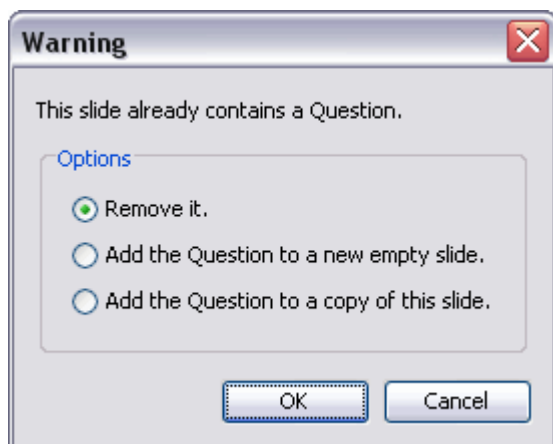 Warning
This slide already contains a Question.
Options
Remove it.
Add the Question to a new empty slide.
Add the Question to a copy of this slide.
OK Cancel